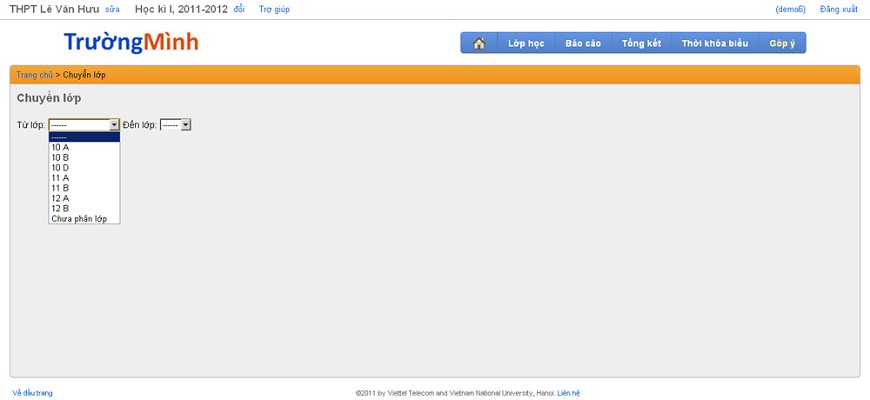 THPT Lê Văn Hưu sửa Học kì I, 2011-2012 đổi Trợ giúp (demo6) Đăng xuất
TrườngMình Lớp học Báo cáo Tổng kết Thời khóa biểu Góp ý
Trang chủ > Chuyển lớp
Chuyển lớp
Từ lớp: ------ Đến lớp: ------
------
10 A
10 B
10 D
11 A
11 B
12 A
12 B
Chưa phân lớp
Về đầu trang ©2011 by Viettel Telecom and Vietnam National University, Hanoi. Liên hệ